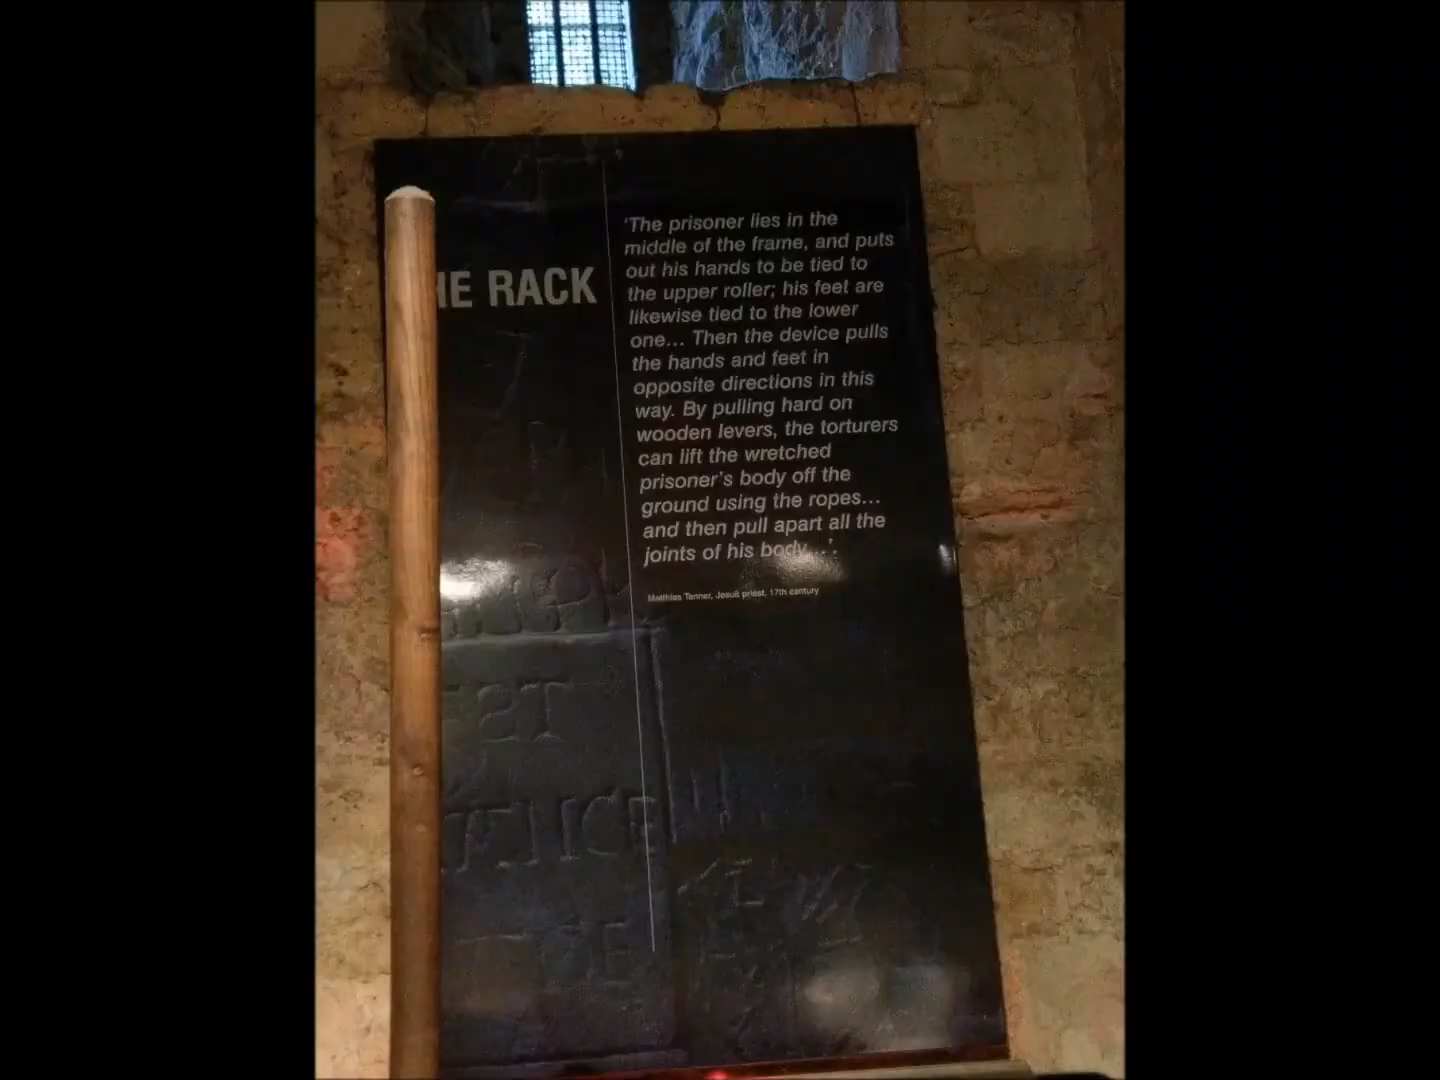 HE RACK
‘The prisoner lies in the
middle of the frame, and puts
out his hands to be tied to
the upper roller; his feet are
likewise tied to the lower
one... Then the device pulls
the hands and feet in
opposite directions in this
way. By pulling hard on
wooden levers, the torturers
can lift the wretched
prisoner’s body off the
ground using the ropes...
and then pull apart all the
joints of his body...’.
Matthias Tanner, Jesuit priest, 17th century
EST